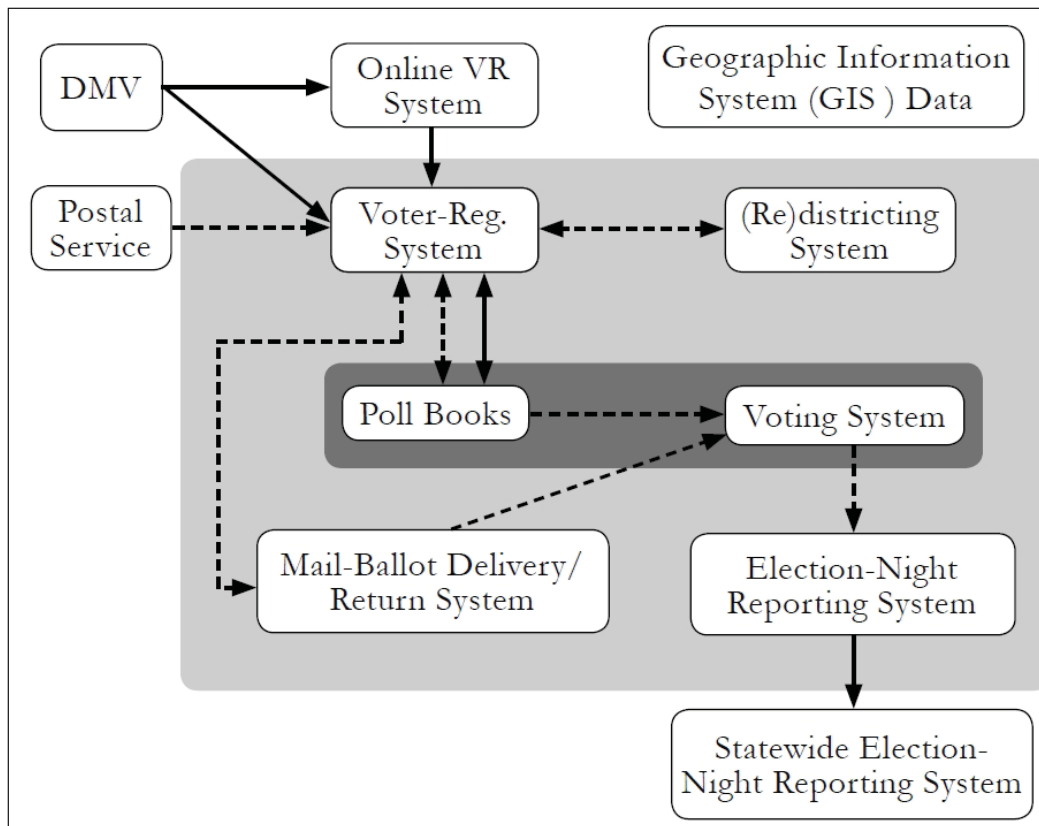 DMV
Online VR
System
Geographic Information
System (GIS ) Data
Postal
Service
Voter-Reg.
System
(Re)districting
System
Poll Books
Voting System
Mail-Ballot Delivery/
Return System
Election-Night
Reporting System
Statewide Election-
Night Reporting System